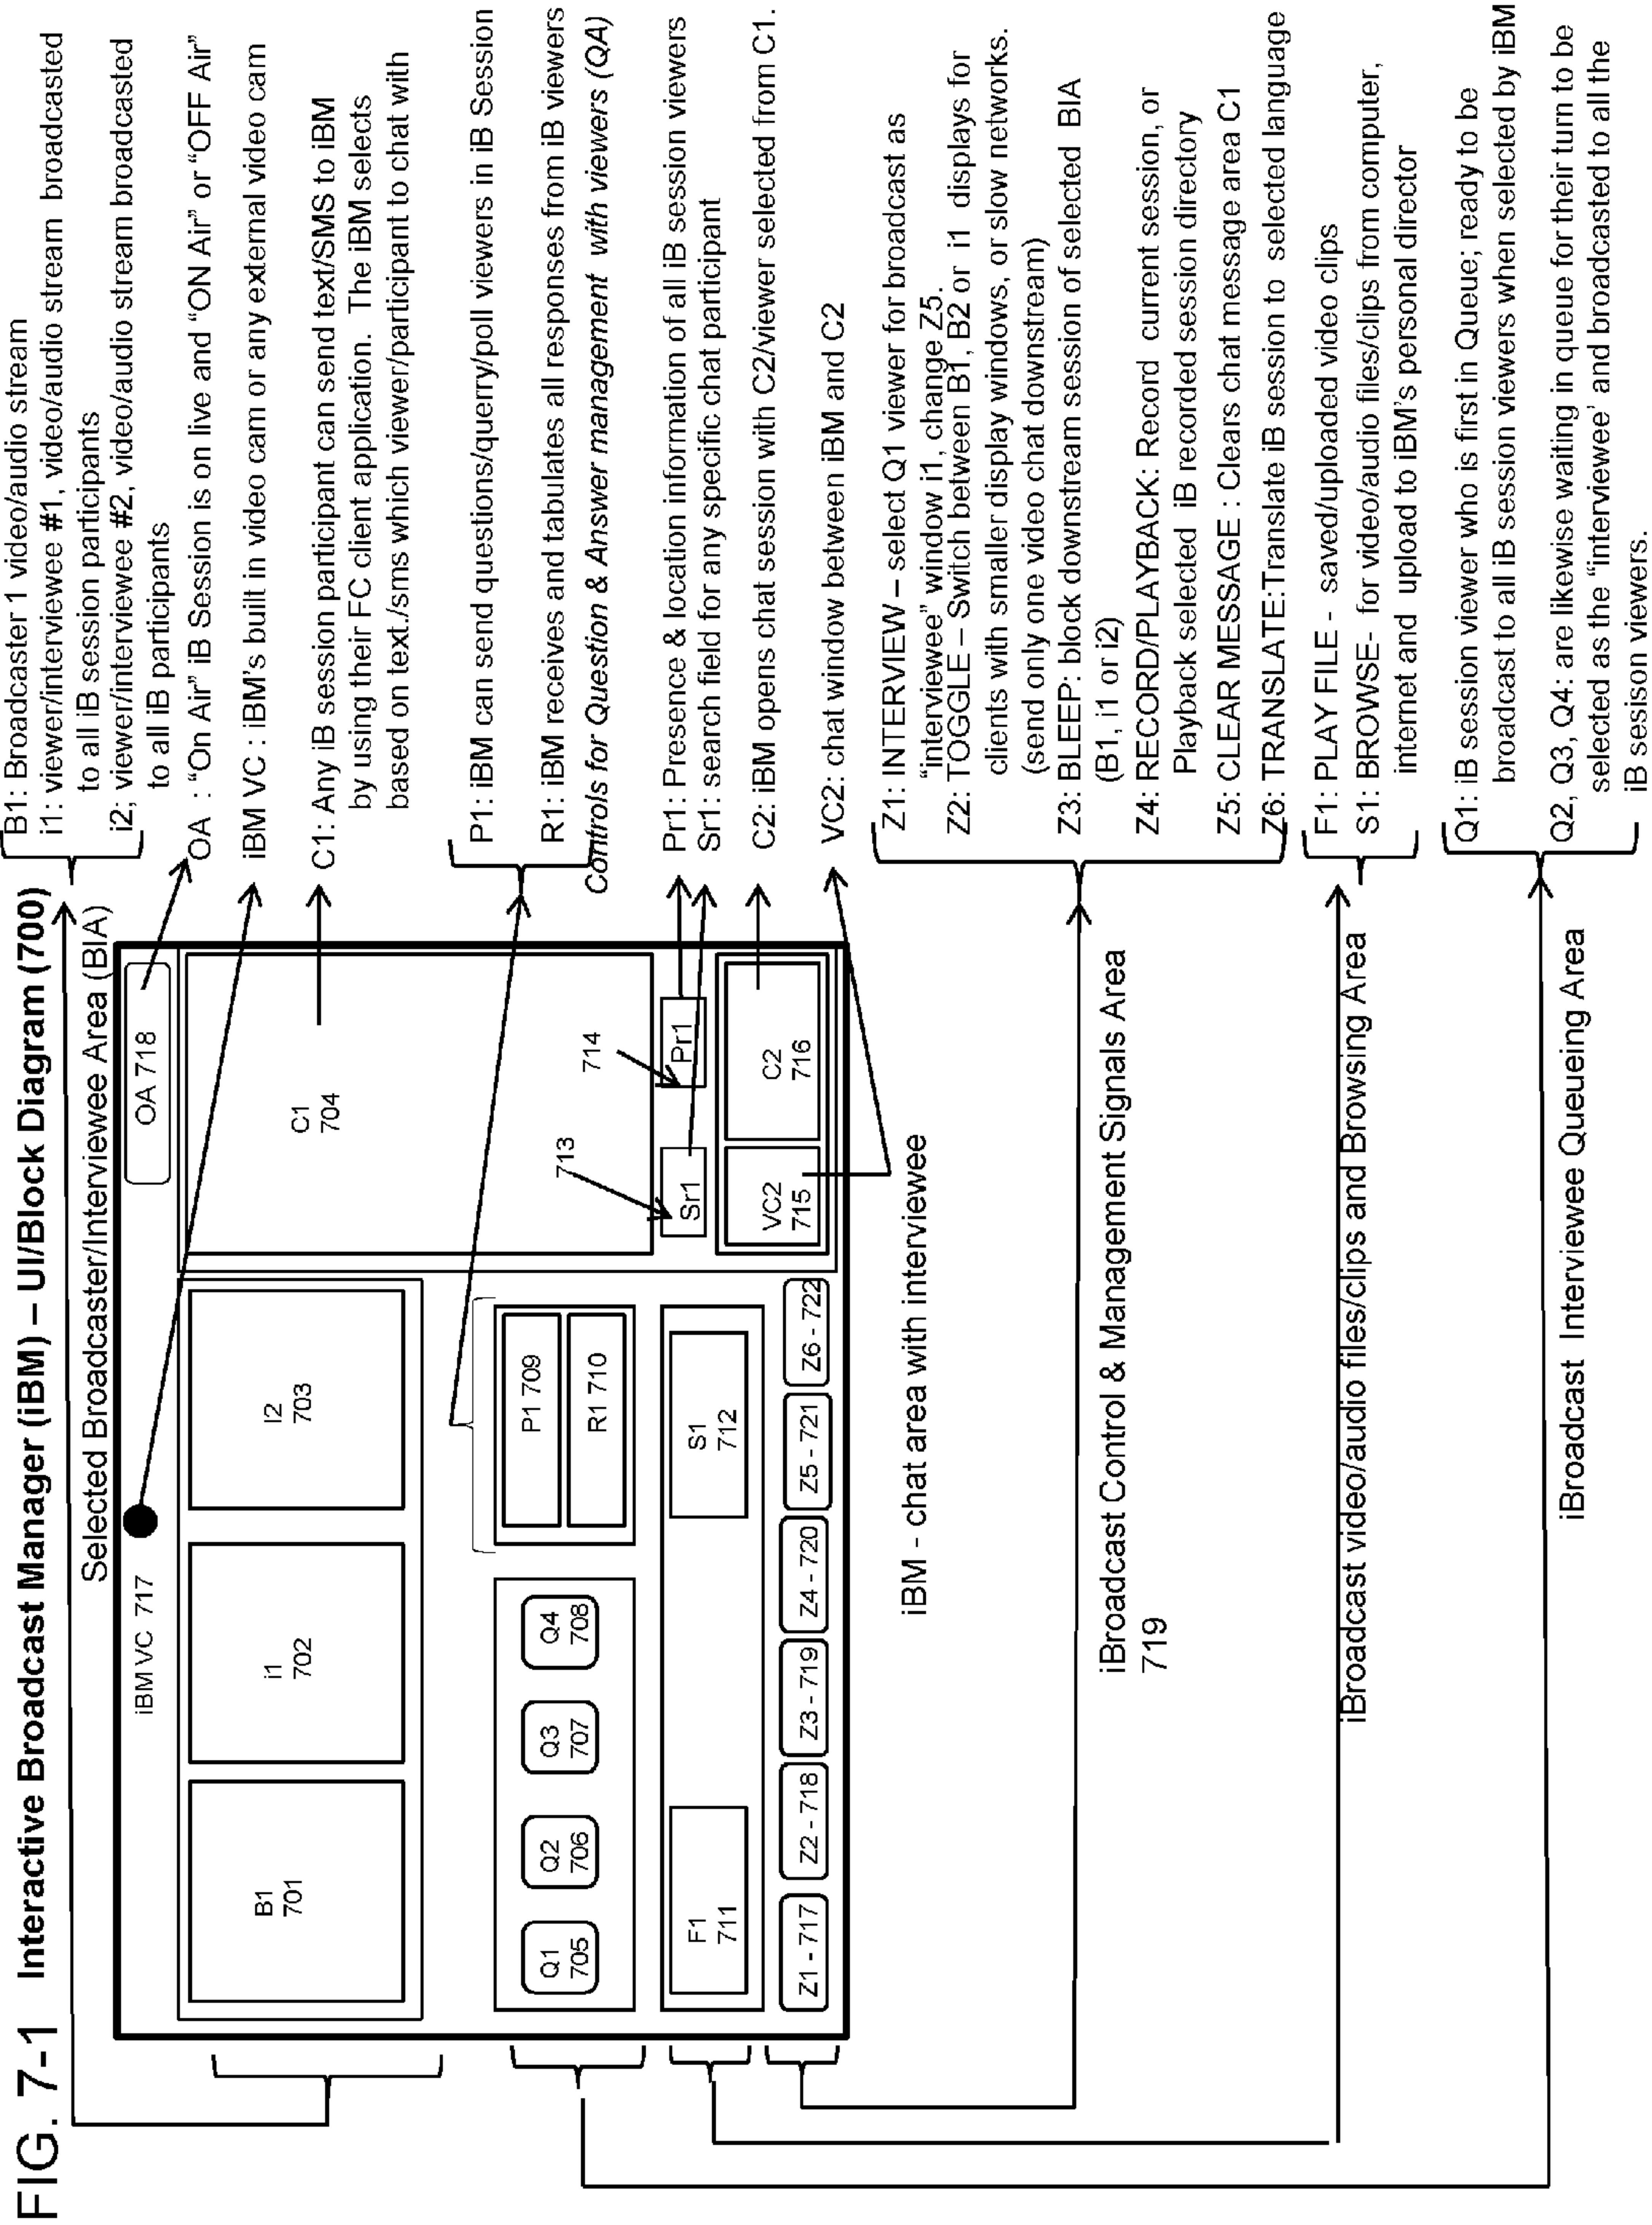 FIG. 7-1 Interactive Broadcast Manager (iBM) – UI/Block Diagram (700)
Selected Broadcaster/Interviewee Area (BIA)
iBM VC 717
OA 718
B1
701
i1
702
I2
703
C1
704
Q1
705
Q2
706
Q3
707
Q4
708
P1 709
R1 710
713
714
Sr1
Pr1
F1
711
S1
712
VC2
715
C2
716
Z1 - 717
Z2 - 718
Z3 - 719
Z4 - 720
Z5 - 721
Z6 - 722
iBM - chat area with interviewee
iBroadcast Control & Management Signals Area
719
iBroadcast video/audio files/clips and Browsing Area
iBroadcast Interviewee Queueing Area
B1: Broadcaster 1 video/audio stream
i1: viewer/interviewee #1, video/audio stream broadcasted
to all iB session participants
i2; viewer/interviewee #2, video/audio stream broadcasted
to all iB participants
OA : “On Air” iB Session is on live and “ON Air” or “OFF Air”
iBM VC : iBM's built in video cam or any external video cam
C1: Any iB session participant can send text/SMS to iBM
by using their FC client application. The iBM selects
based on text./sms which viewer/participant to chat with
P1: iBM can send questions/querry/poll viewers in iB Session
R1: iBM receives and tabulates all responses from iB viewers
Controls for Question & Answer management with viewers (QA)
Pr1: Presence & location information of all iB session viewers
Sr1: search field for any specific chat participant
C2: iBM opens chat session with C2/viewer selected from C1.
VC2: chat window between iBM and C2
Z1: INTERVIEW – select Q1 viewer for broadcast as
“interviewee” window i1, change Z5.
Z2: TOGGLE – Switch between B1, B2 or i1 displays for
clients with smaller display windows, or slow networks.
(send only one video chat downstream)
Z3: BLEEP: block downstream session of selected BIA
(B1, i1 or i2)
Z4: RECORD/PLAYBACK: Record current session, or
Playback selected iB recorded session directory
Z5: CLEAR MESSAGE : Clears chat message area C1
Z6: TRANSLATE:Translate iB session to selected language
F1: PLAY FILE - saved/uploaded video clips
S1: BROWSE- for video/audio files/clips from computer,
internet and upload to iBM's personal director
Q1: iB session viewer who is first in Queue; ready to be
broadcast to all iB session viewers when selected by iBM
Q2, Q3, Q4: are likewise waiting in queue for their turn to be
selected as the “interviewee' and broadcasted to all the
iB sesison viewers.